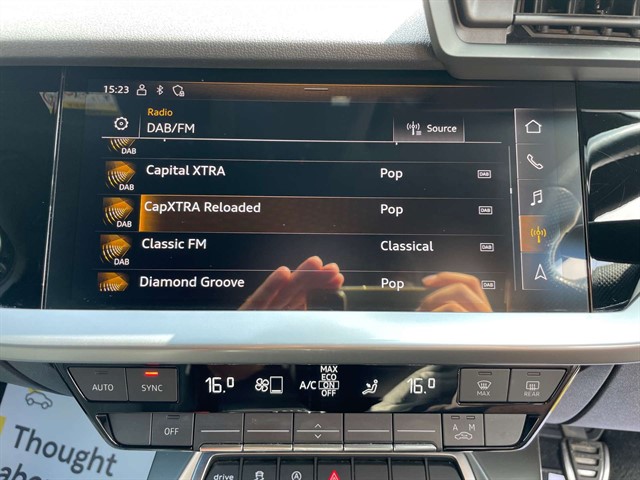 15:23
Radio
DAB/FM
Source
DAB
Capital XTRA Pop DAB
DAB
CapXTRA Reloaded Pop DAB
DAB
Classic FM Classical DAB
DAB
Diamond Groove Pop DAB
MAX
ECO
AUTO SYNC 16.0 A/C ON 16.0 MAX REAR
OFF
OFF A M
drive A
Thought
about